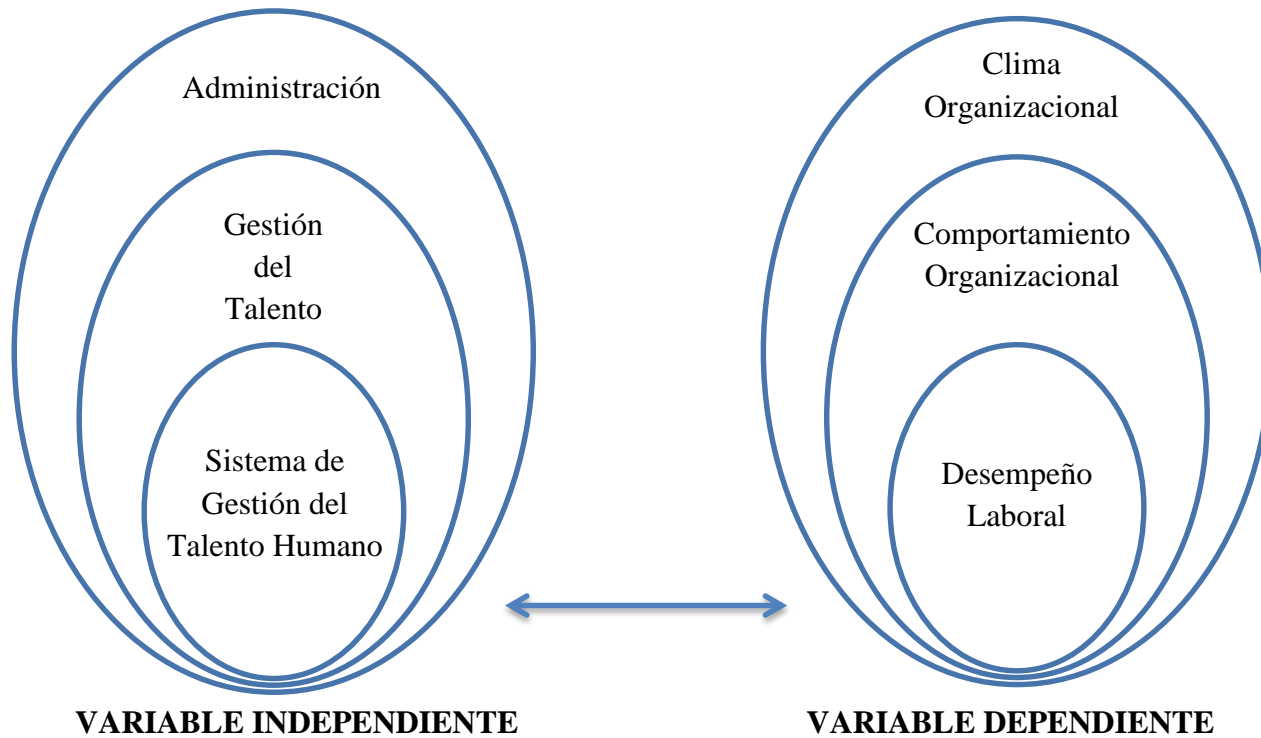 Administración
Gestión
del
Talento
Sistema de
Gestión del
Talento Humano
VARIABLE INDEPENDIENTE
Clima
Organizacional
Comportamiento
Organizacional
Desempeño
Laboral
VARIABLE DEPENDIENTE